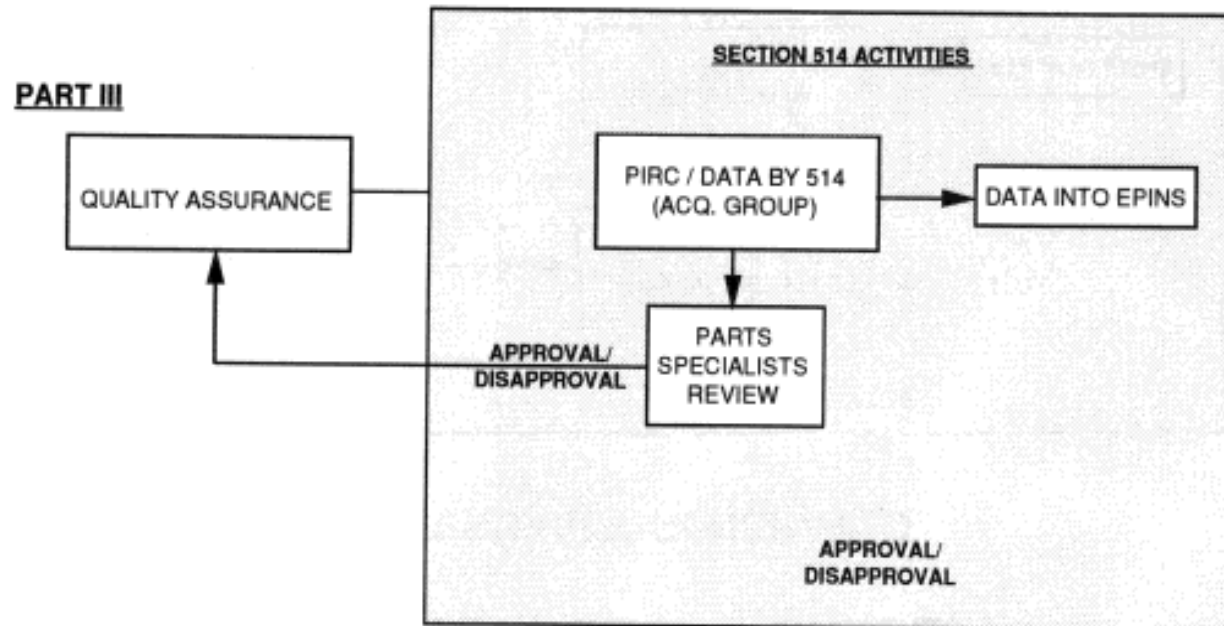 SECTION 514 ACTIVITIES
PART III
QUALITY ASSURANCE
PIRC / DATA BY 514
(ACQ. GROUP)
DATA INTO EPINS
PARTS
SPECIALISTS
REVIEW
APPROVAL/
DISAPPROVAL
APPROVAL/
DISAPPROVAL